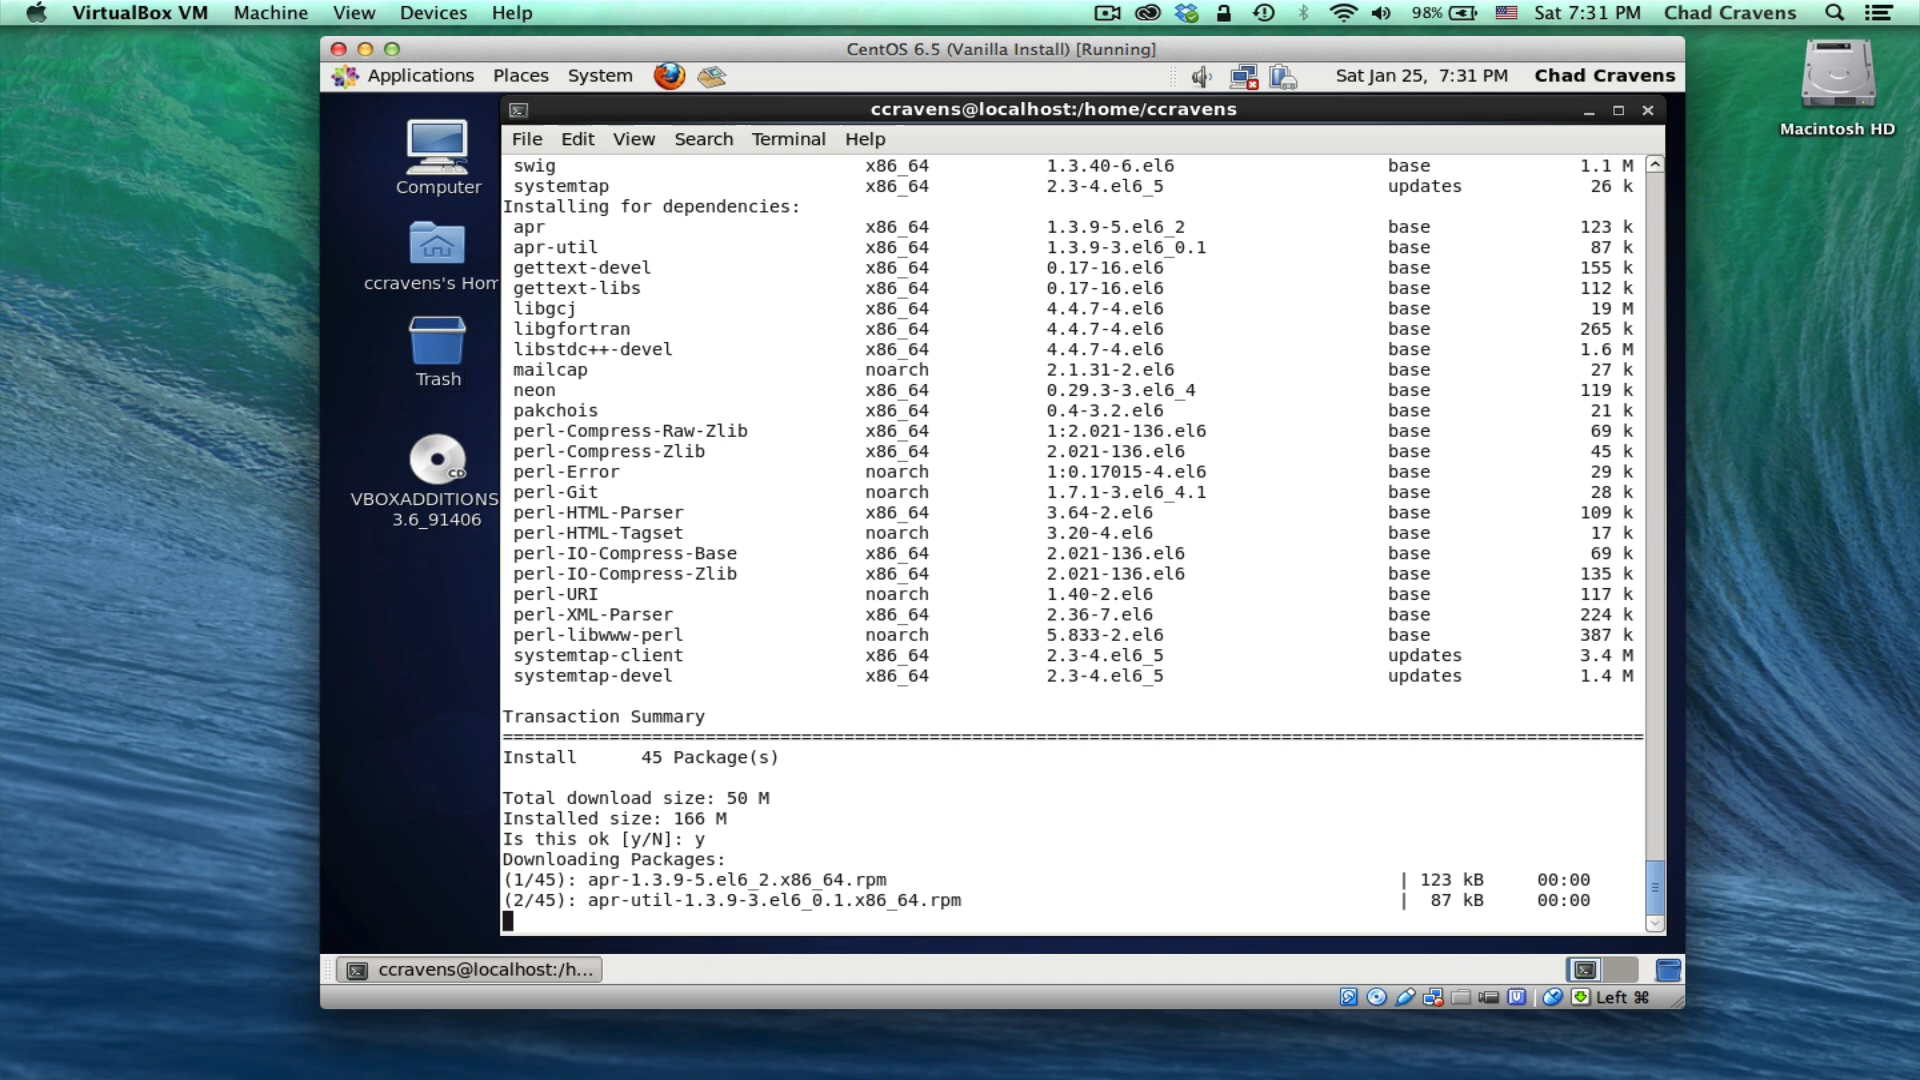 VirtualBox VM Machine View Devices Help 98% Sat 7:31 PM Chad Cravens
CentOS 6.5 (Vanilla Install) [Running]
Applications Places System Sat Jan 25, 7:31 PM Chad Cravens
Macintosh HD
ccravens@localhost:/home/ccravens
File Edit View Search Terminal Help
Computer
ccravens's Hom
Trash
CD
VBOXADDITIONS
3.6_91406
swig x86_64 1.3.40-6.el6 base 1.1 M
systemtap x86_64 2.3-4.el6_5 updates 26 k
Installing for dependencies:
apr x86_64 1.3.9-5.el6_2 base 123 k
apr-util x86_64 1.3.9-3.el6_0.1 base 87 k
gettext-devel x86_64 0.17-16.el6 base 155 k
gettext-libs x86_64 0.17-16.el6 base 112 k
libgcj x86_64 4.4.7-4.el6 base 19 M
libgfortran x86_64 4.4.7-4.el6 base 265 k
libstdc++-devel x86_64 4.4.7-4.el6 base 1.6 M
mailcap noarch 2.1.31-2.el6 base 27 k
neon x86_64 0.29.3-3.el6_4 base 119 k
pakchois x86_64 0.4-3.2.el6 base 21 k
perl-Compress-Raw-Zlib x86_64 1:2.021-136.el6 base 69 k
perl-Compress-Zlib x86_64 2.021-136.el6 base 45 k
perl-Error noarch 1:0.17015-4.el6 base 29 k
perl-Git noarch 1.7.1-3.el6_4.1 base 28 k
perl-HTML-Parser x86_64 3.64-2.el6 base 109 k
perl-HTML-Tagset noarch 3.20-4.el6 base 17 k
perl-IO-Compress-Base x86_64 2.021-136.el6 base 69 k
perl-IO-Compress-Zlib x86_64 2.021-136.el6 base 135 k
perl-URI noarch 1.40-2.el6 base 117 k
perl-XML-Parser x86_64 2.36-7.el6 base 224 k
perl-libwww-perl noarch 5.833-2.el6 base 387 k
systemtap-client x86_64 2.3-4.el6_5 updates 3.4 M
systemtap-devel x86_64 2.3-4.el6_5 updates 1.4 M
Transaction Summary
===========================================================================================================
Install 45 Package(s)
Total download size: 50 M
Installed size: 166 M
Is this ok [y/N]: y
Downloading Packages:
(1/45): apr-1.3.9-5.el6_2.x86_64.rpm | 123 kB 00:00
(2/45): apr-util-1.3.9-3.el6_0.1.x86_64.rpm | 87 kB 00:00
ccravens@localhost:/h...
Left ⌘